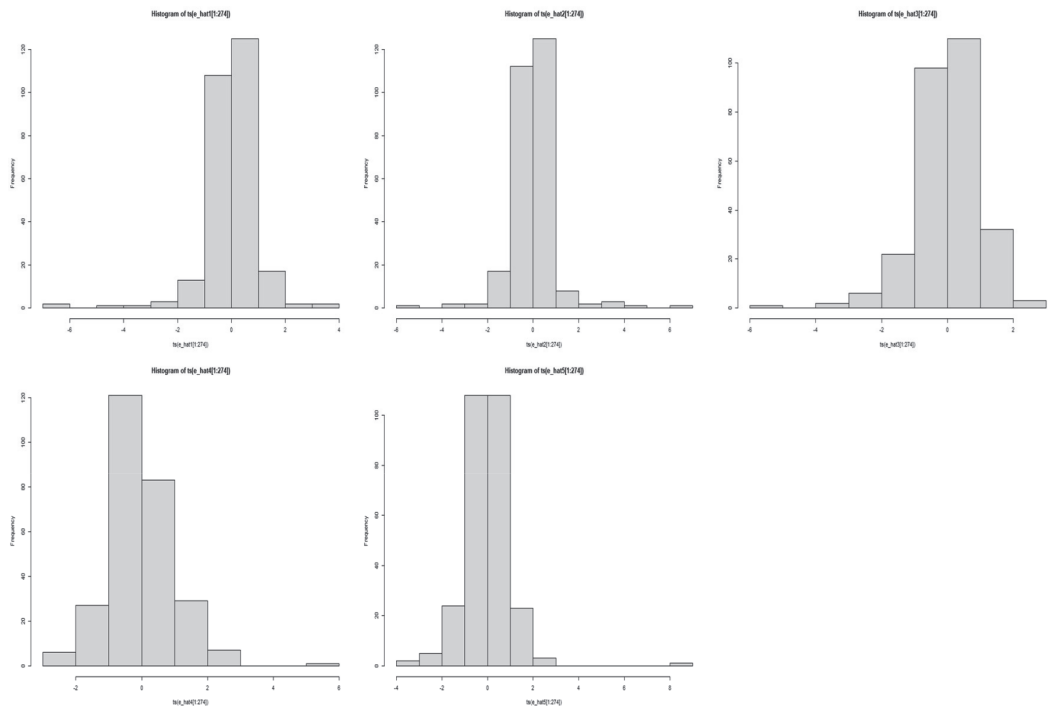 Histogram of ts(e_hat1[1:274])
Frequency
0 20 40 60 80 100 120
-6 -4 -2 0 2 4
ts(e_hat1[1:274])
Histogram of ts(e_hat2[1:274])
Frequency
0 20 40 60 80 100 120
-6 -4 -2 0 2 4 6
ts(e_hat2[1:274])
Histogram of ts(e_hat3[1:274])
Frequency
0 20 40 60 80 100
-6 -4 -2 0 2
ts(e_hat3[1:274])
Histogram of ts(e_hat4[1:274])
Frequency
0 20 40 60 80 100 120
-2 0 2 4 6
ts(e_hat4[1:274])
Histogram of ts(e_hat5[1:274])
Frequency
0 20 40 60 80 100
-4 -2 0 2 4 6 8
ts(e_hat5[1:274])